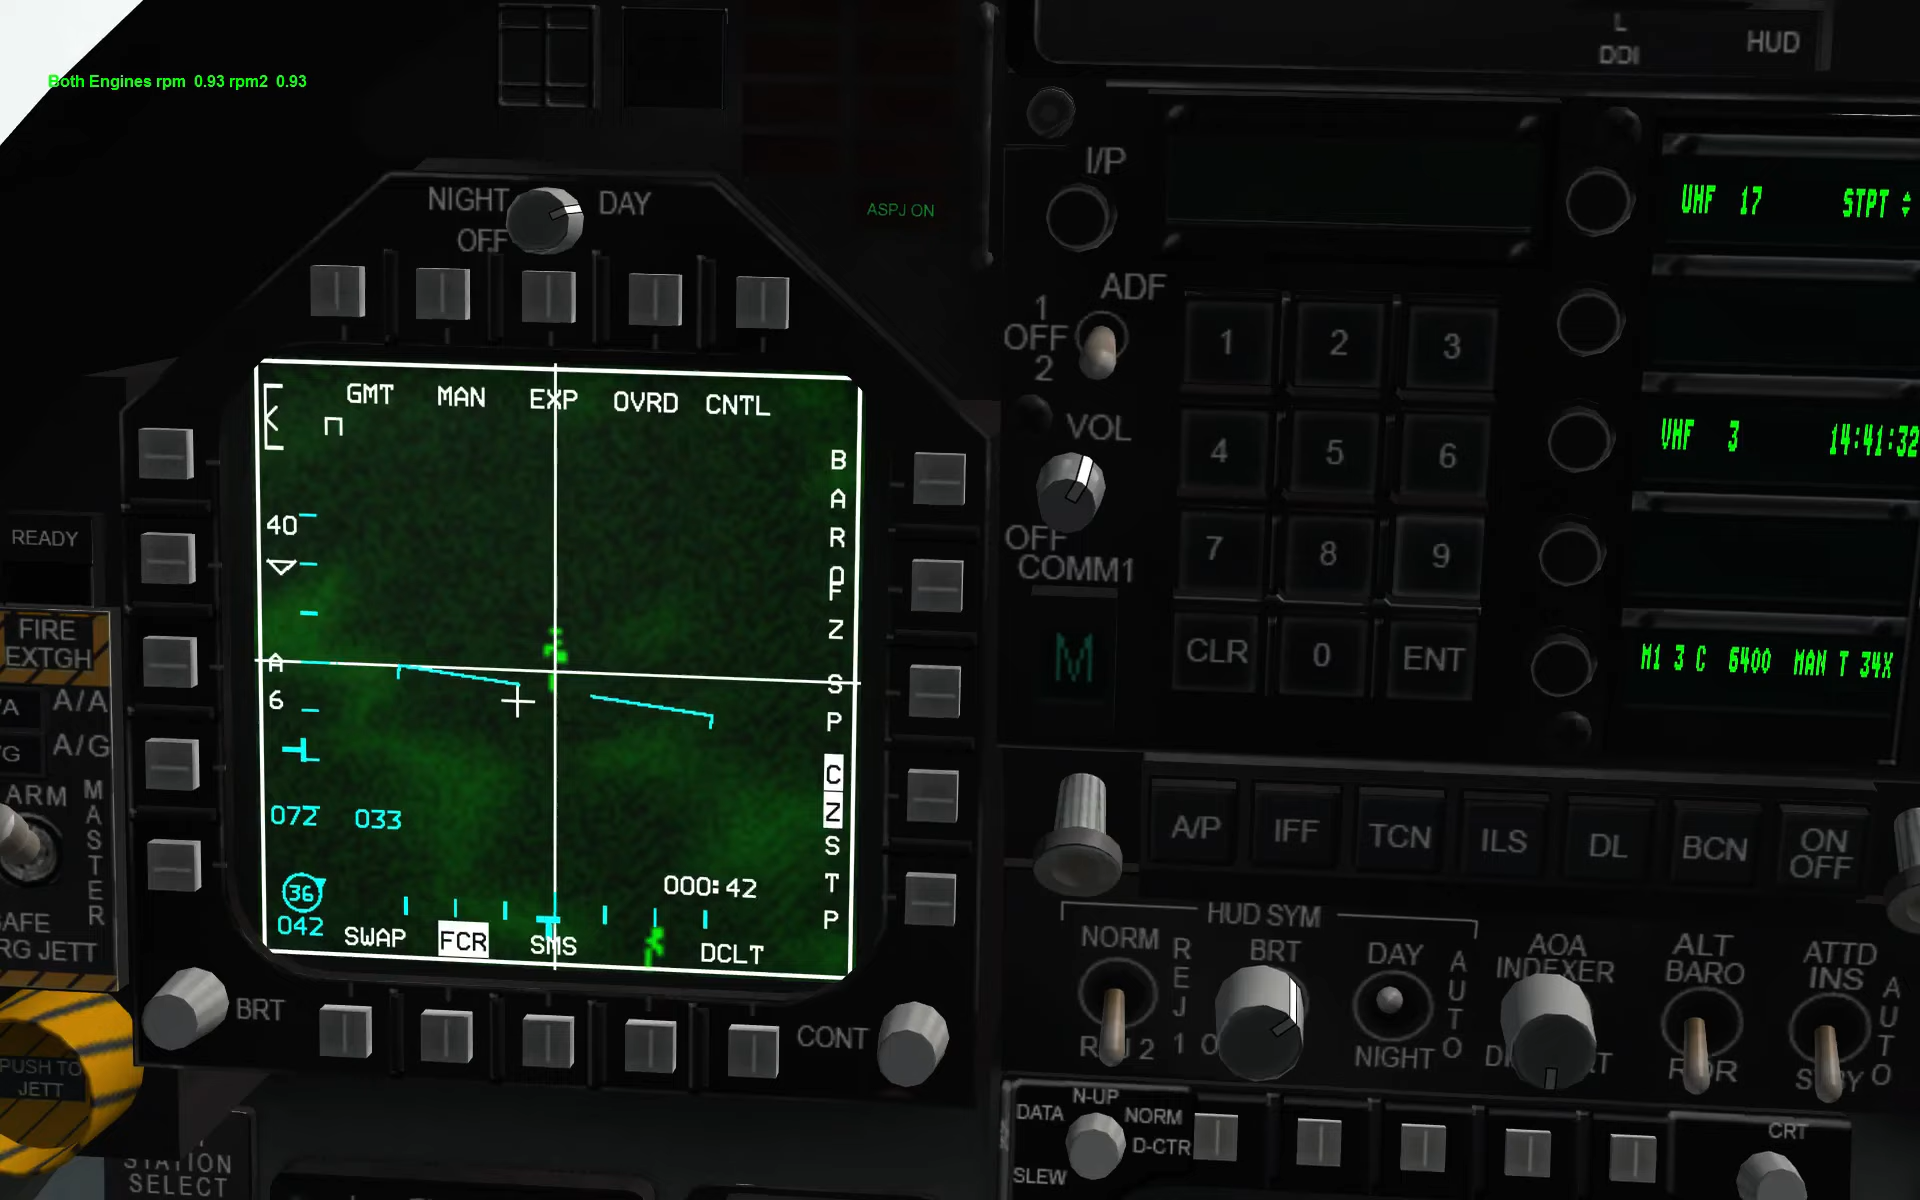 L
DDI
HUD
Both Engines rpm 0.93 rpm2 0.93
I/P
NIGHT
DAY
OFF
ASPJ ON
UHF 17 STPT
ADF
1
OFF
2
1 2 3
GMT MAN EXP OVRD CNTL
VOL
4 5 6
VHF 3 14:41:32
B
A
R
O
F
Z
S
P
C
Z
S
T
P
40
A
6
READY
OFF
COMM1
7 8 9
FIRE
EXTGH
A/A
A/G
M
CLR 0 ENT
M1 3 C 6400 MAN T 34X
ARM
MASTER
072 033
000:42
36
042
SWAP FCR SMS DCLT
A/P IFF TCN ILS DL BCN ON
OFF
HUD SYM
NORM
REJ 1
BRT
DAY
AUTO
NIGHT
AOA
INDEXER
ALT
BARO
ATTD
INS
AUTO
BRT
CONT
PUSH TO
JETT
DATA
N-UP
NORM
D-CTR
SLEW
CRT
STATION
SELECT